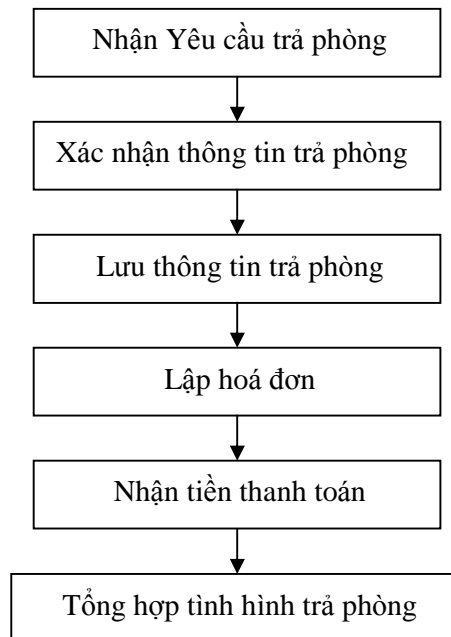 Nhận Yêu cầu trả phòng
Xác nhận thông tin trả phòng
Lưu thông tin trả phòng
Lập hoá đơn
Nhận tiền thanh toán
Tổng hợp tình hình trả phòng